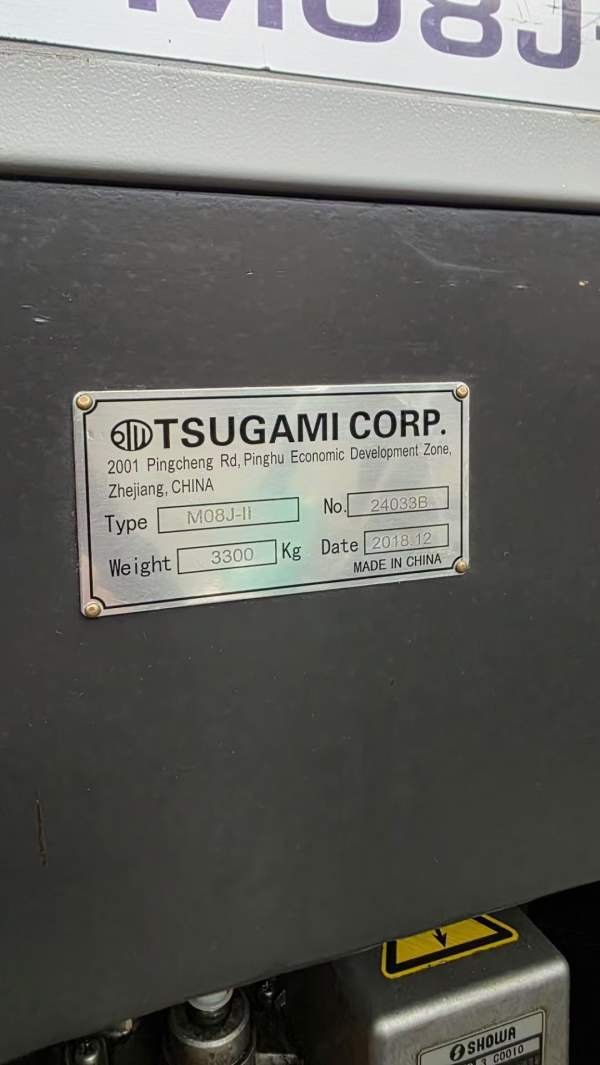 M08J-
TSUGAMI CORP.
2001 Pingcheng Rd, Pinghu Economic Development Zone,
Zhejiang, CHINA
Type M08J-II No. 24033B
Weight 3300 Kg Date 2018.12
MADE IN CHINA
SHOWA
C0010